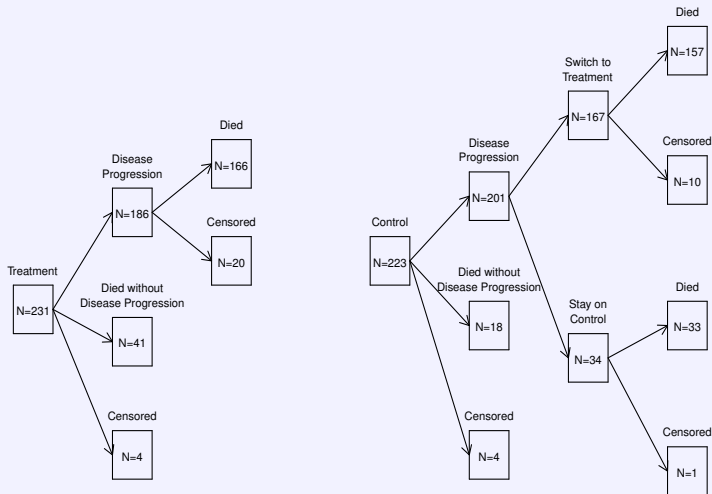 Died
N=157
Switch to
Treatment
N=167
Died
N=166
Disease
Progression
N=186
Censored
N=20
Disease
Progression
N=201
Censored
N=10
Treatment
N=231
Died without
Disease Progression
N=41
Censored
N=4
Control
N=223
Died without
Disease Progression
N=18
Censored
N=4
Stay on
Control
N=34
Died
N=33
Censored
N=1